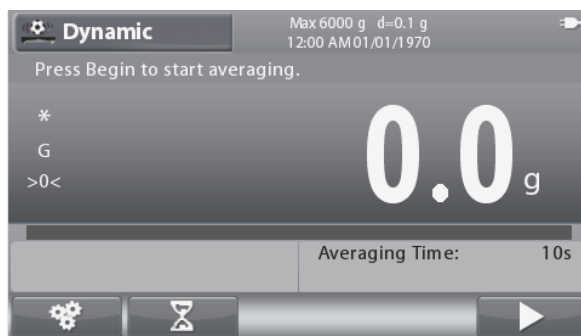 Dynamic
Max 6000 g d=0.1 g
12:00 AM 01/01/1970
Press Begin to start averaging.
*
G
>0<
0.0 g
Averaging Time: 10s